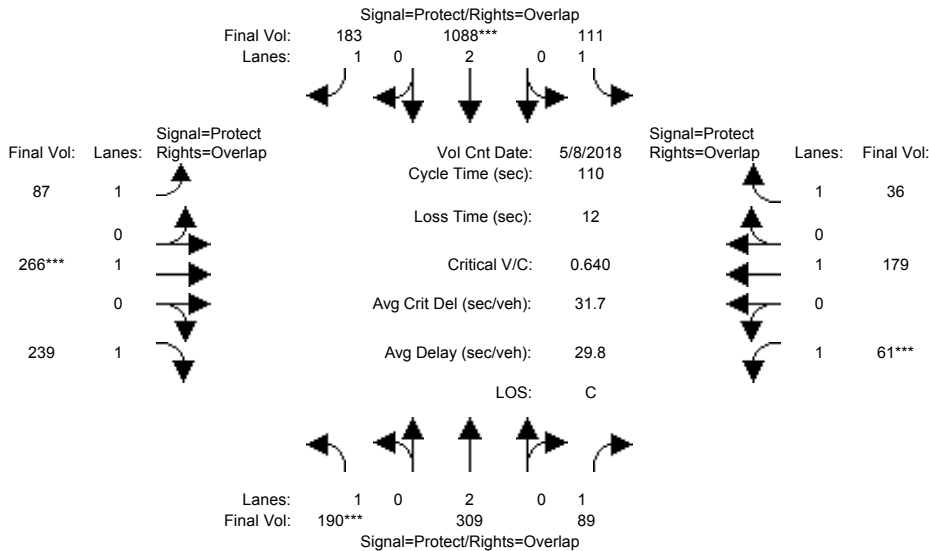 Signal=Protect/Rights=Overlap
Final Vol: 183 1088*** 111
Lanes: 1 0 2 0 1
Signal=Protect
Final Vol: Lanes: Rights=Overlap
Vol Cnt Date: 5/8/2018
Signal=Protect
Rights=Overlap Lanes: Final Vol:
Cycle Time (sec): 110
87 1
1 36
Loss Time (sec): 12
0
0
266*** 1
Critical V/C: 0.640
1 179
0
Avg Crit Del (sec/veh): 31.7
0
239 1
Avg Delay (sec/veh): 29.8
1 61***
LOS: C
Lanes: 1 0 2 0 1
Final Vol: 190*** 309 89
Signal=Protect/Rights=Overlap